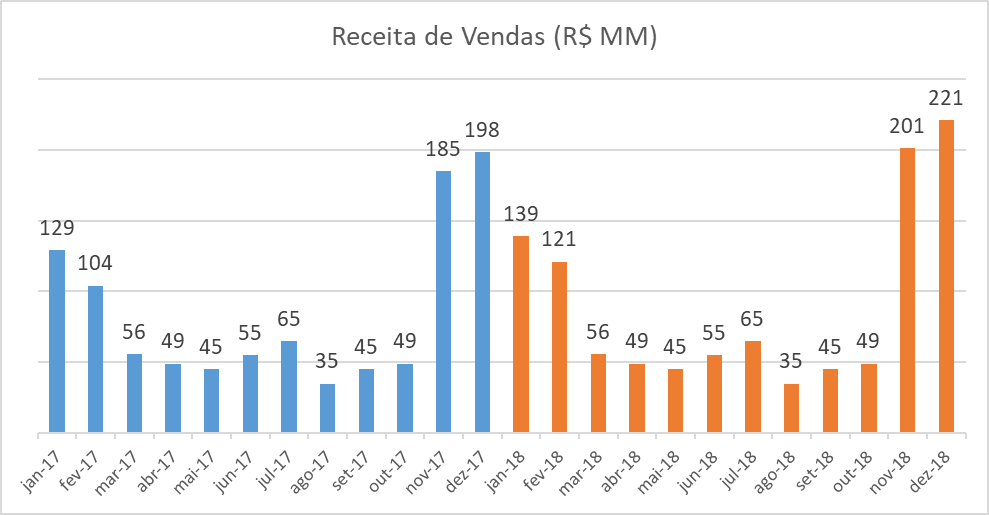 Receita de Vendas (R$ MM)
129
104
56
49
45
55
65
35
45
49
185
198
139
121
56
49
45
55
65
35
45
49
201
221
jan-17
fev-17
mar-17
abr-17
mai-17
jun-17
jul-17
ago-17
set-17
out-17
nov-17
dez-17
jan-18
fev-18
mar-18
abr-18
mai-18
jun-18
jul-18
ago-18
set-18
out-18
nov-18
dez-18